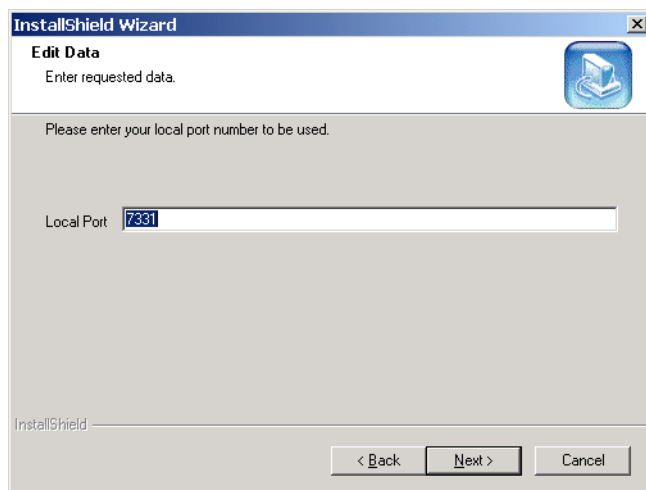 InstallShield Wizard
Edit Data
Enter requested data.
Please enter your local port number to be used.
Local Port 7331
InstallShield
< Back Next > Cancel